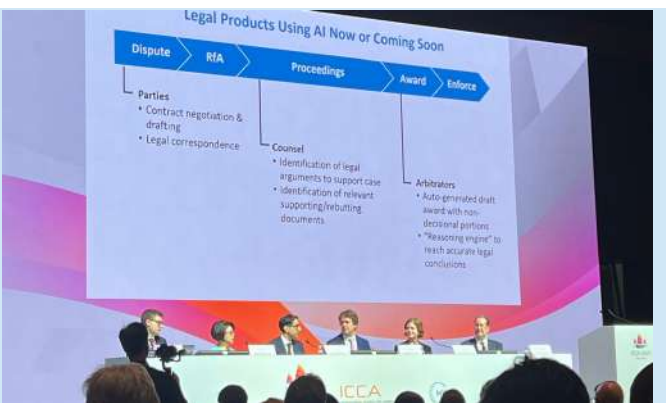 Legal Products Using AI Now or Coming Soon
Dispute
RfA
Proceedings
Award
Enforce
Parties
• Contract negotiation &
drafting
• Legal correspondence
Counsel
• Identification of legal
arguments to support case
• Identification of relevant
supporting/rebutting
documents
Arbitrators
• Auto-generated draft
award with non-
decisional portions
• "Reasoning engine" to
reach accurate legal
conclusions
ICCA